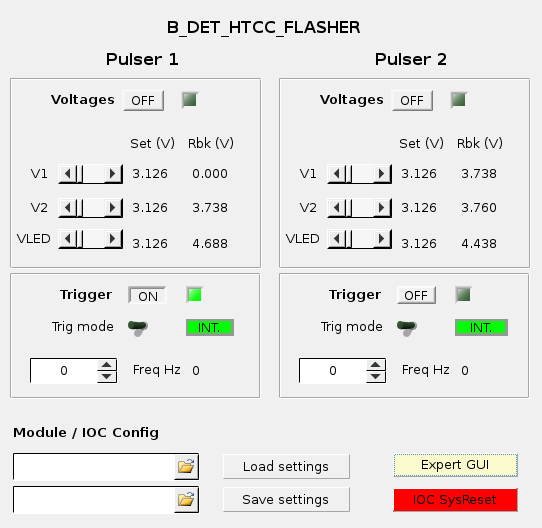 B_DET_HTCC_FLASHER
Pulser 1
Voltages OFF
Set (V) Rbk (V)
V1 3.126 0.000
V2 3.126 3.738
VLED 3.126 4.688
Trigger ON
Trig mode INT.
0 Freq Hz 0
Pulser 2
Voltages OFF
Set (V) Rbk (V)
V1 3.126 3.738
V2 3.126 3.760
VLED 3.126 4.438
Trigger OFF
Trig mode INT.
0 Freq Hz 0
Module / IOC Config
Load settings
Save settings
Expert GUI
IOC SysReset